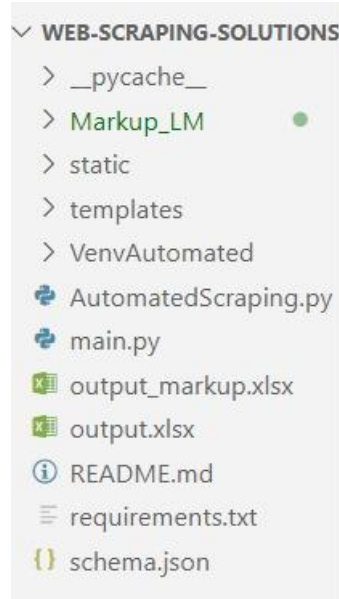 WEB-SCRAPING-SOLUTIONS
__pycache__
Markup_LM
static
templates
VenvAutomated
AutomatedScraping.py
main.py
output_markup.xlsx
output.xlsx
README.md
requirements.txt
schema.json